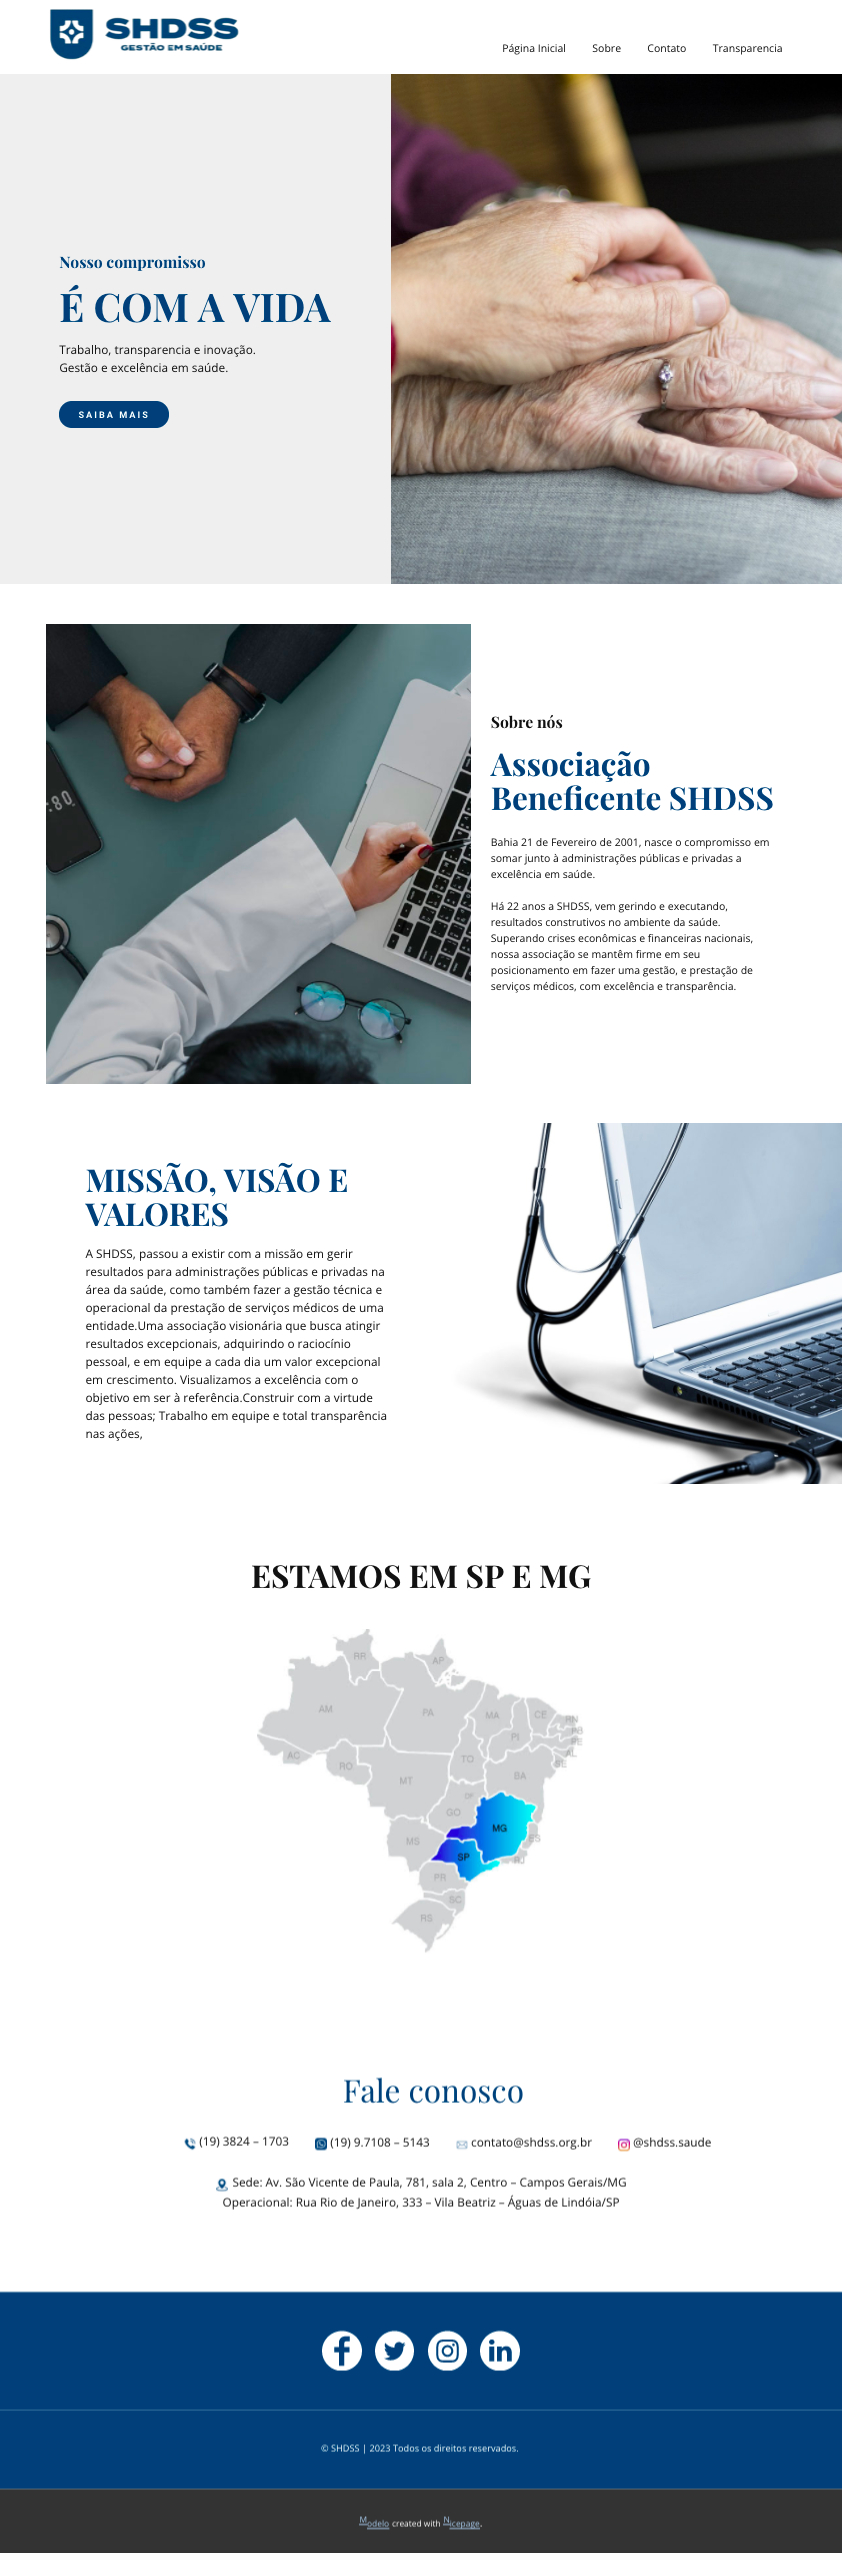 SHDSS
GESTÃO EM SAÚDE
Página Inicial Sobre Contato Transparencia
Nosso compromisso
É COM A VIDA
Trabalho, transparencia e inovação.
Gestão e excelência em saúde.
SAIBA MAIS
:80
Sobre nós
Associação
Beneficente SHDSS
Bahia 21 de Fevereiro de 2001, nasce o compromisso em
somar junto à administrações públicas e privadas a
excelência em saúde.
Há 22 anos a SHDSS, vem gerindo e executando,
resultados construtivos no ambiente da saúde.
Superando crises econômicas e financeiras nacionais,
nossa associação se mantêm firme em seu
posicionamento em fazer uma gestão, e prestação de
serviços médicos, com excelência e transparência.
MISSÃO, VISÃO E
VALORES
A SHDSS, passou a existir com a missão em gerir
resultados para administrações públicas e privadas na
área da saúde, como também fazer a gestão técnica e
operacional da prestação de serviços médicos de uma
entidade.Uma associação visionária que busca atingir
resultados excepcionais, adquirindo o raciocínio
pessoal, e em equipe a cada dia um valor excepcional
em crescimento. Visualizamos a excelência com o
objetivo em ser à referência.Construir com a virtude
das pessoas; Trabalho em equipe e total transparência
nas ações,
ESTAMOS EM SP E MG
RR AP
AM PA MA CE RN
PB
PI PE
AC RO TO AL
SE
MT BA
DF
GO
MG
MS ES
SP RJ
PR
SC
RS
Fale conosco
(19) 3824 – 1703 (19) 9.7108 – 5143 contato@shdss.org.br @shdss.saude
Sede: Av. São Vicente de Paula, 781, sala 2, Centro – Campos Gerais/MG
Operacional: Rua Rio de Janeiro, 333 – Vila Beatriz – Águas de Lindóia/SP
© SHDSS | 2023 Todos os direitos reservados.
Modelo created with Nicepage.